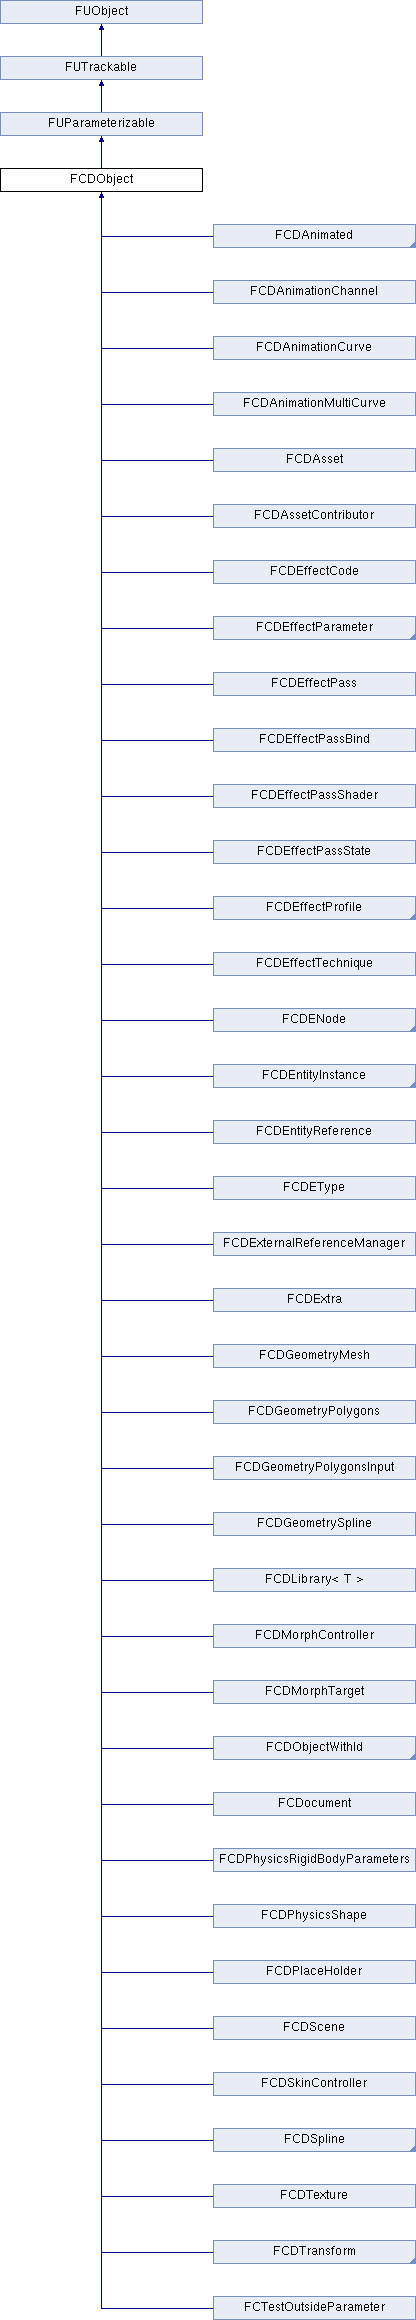 FUObject
FUTrackable
FUParameterizable
FCDObject
FCDAnimated
FCDAnimationChannel
FCDAnimationCurve
FCDAnimationMultiCurve
FCDAsset
FCDAssetContributor
FCDEffectCode
FCDEffectParameter
FCDEffectPass
FCDEffectPassBind
FCDEffectPassShader
FCDEffectPassState
FCDEffectProfile
FCDEffectTechnique
FCDENode
FCDEntityInstance
FCDEntityReference
FCDEType
FCDExternalReferenceManager
FCDExtra
FCDGeometryMesh
FCDGeometryPolygons
FCDGeometryPolygonsInput
FCDGeometrySpline
FCDLibrary< T >
FCDMorphController
FCDMorphTarget
FCDObjectWithId
FCDocument
FCDPhysicsRigidBodyParameters
FCDPhysicsShape
FCDPlaceHolder
FCDScene
FCDSkinController
FCDSpline
FCDTexture
FCDTransform
FCTestOutsideParameter